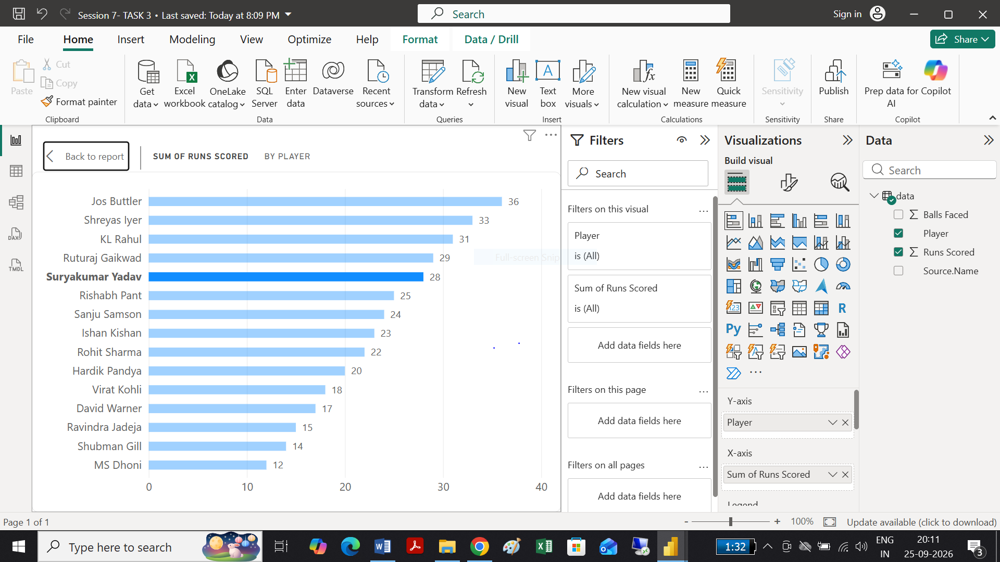 Session 7- TASK 3 • Last saved: Today at 8:09 PM
Search
Sign in
File
Home
Insert
Modeling
View
Optimize
Help
Format
Data / Drill
Share
Paste
Cut
Copy
Format painter
Clipboard
Get data
Excel workbook
OneLake catalog
SQL Server
Enter data
Dataverse
Recent sources
Data
Transform data
Refresh
Queries
New visual
Text box
More visuals
Insert
New visual calculation
New measure
Quick measure
Calculations
Sensitivity
Sensitivity
Publish
Share
Prep data for AI
Copilot
Copilot
DAX
TMDL
Back to report
SUM OF RUNS SCORED
BY PLAYER
Jos Buttler 36
Shreyas Iyer 33
KL Rahul 31
Ruturaj Gaikwad 29
Suryakumar Yadav 28
Rishabh Pant 25
Sanju Samson 24
Ishan Kishan 23
Rohit Sharma 22
Hardik Pandya 20
Virat Kohli 18
David Warner 17
Ravindra Jadeja 15
Shubman Gill 14
MS Dhoni 12
0 10 20 30 40
Full-screen Snip
Filters
Search
Filters on this visual ...
Player
is (All)
Sum of Runs Scored
is (All)
Add data fields here
Filters on this page ...
Add data fields here
Filters on all pages ...
Add data fields here
Visualizations
Build visual
123
R
Py
Y-axis
Player
X-axis
Sum of Runs Scored
Legend
Data
Search
data
Balls Faced
Player
Runs Scored
Source.Name
Page 1 of 1
- + 100%
Update available (click to download)
Type here to search
1:32
ENG
IN
20:11
25-09-2026
3